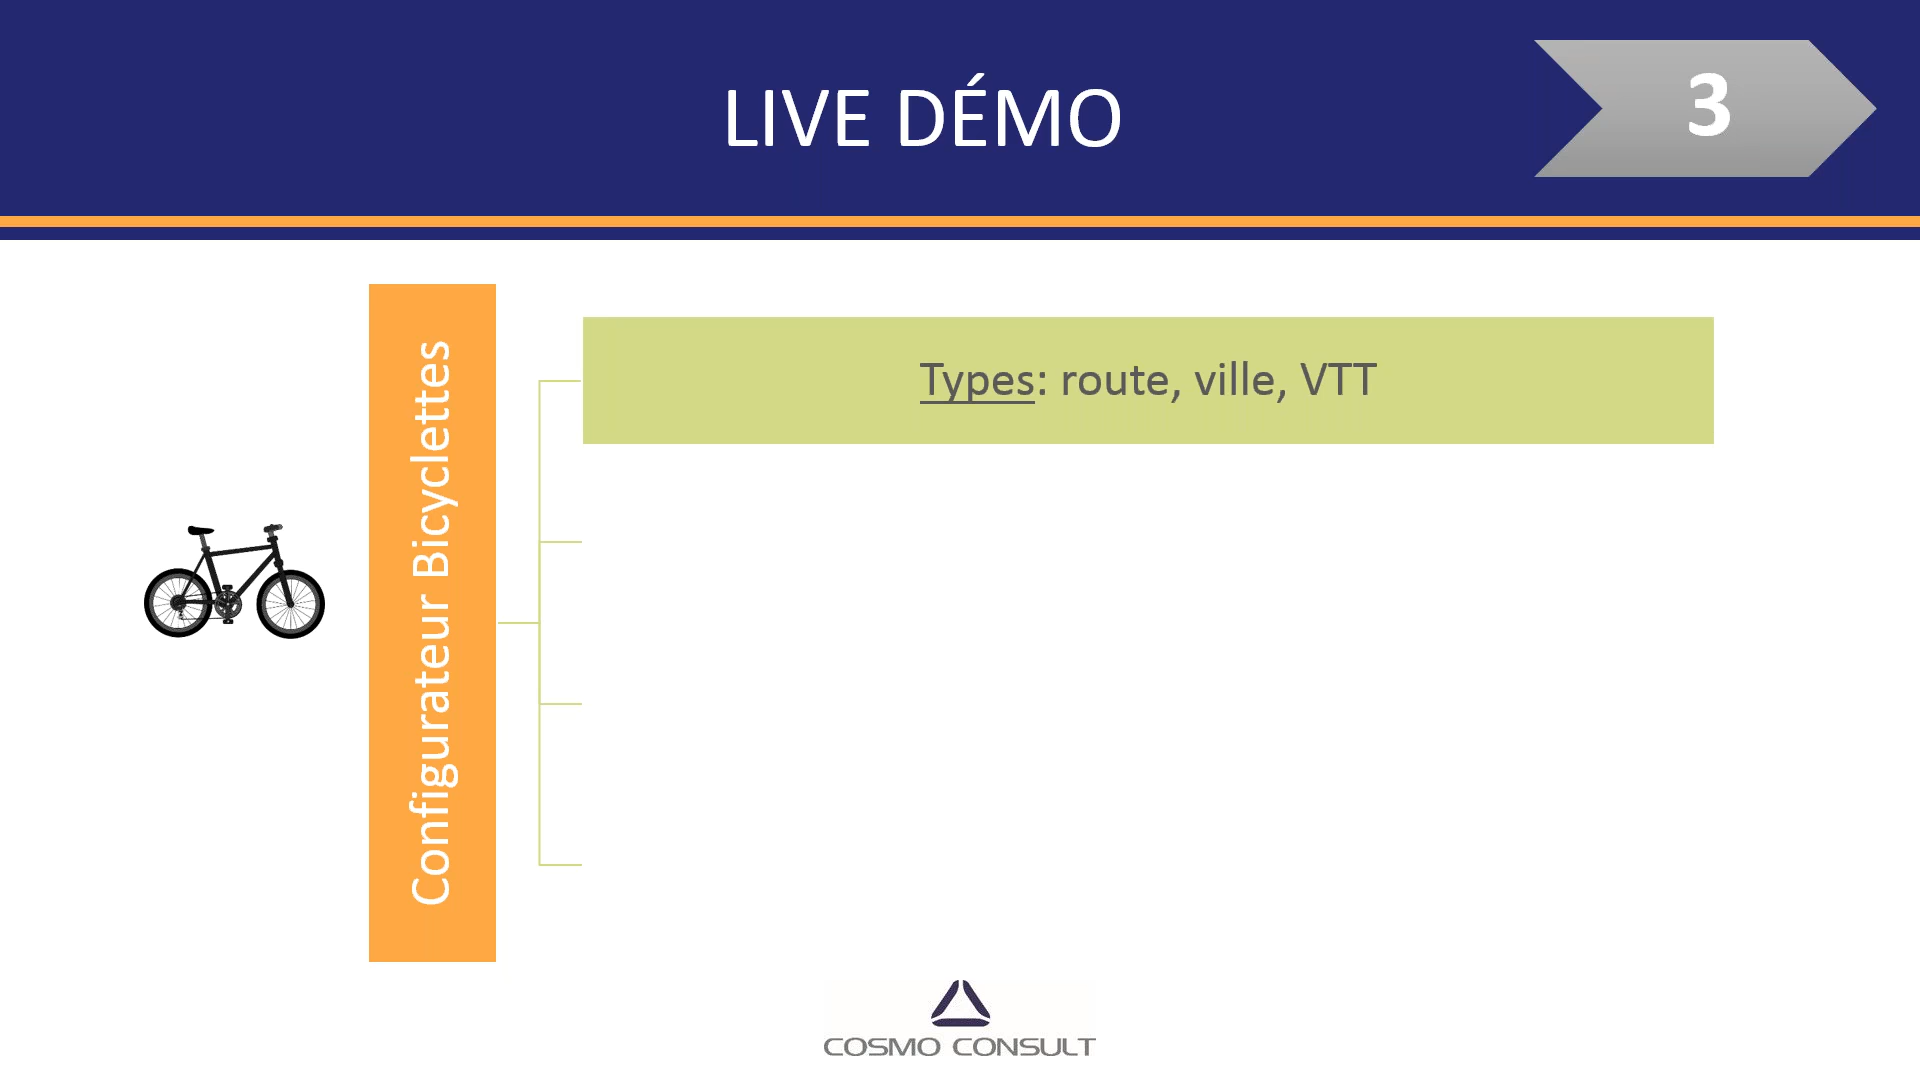 LIVE DÉMO
3
Configurateur Bicyclettes
Types: route, ville, VTT
COSMO CONSULT